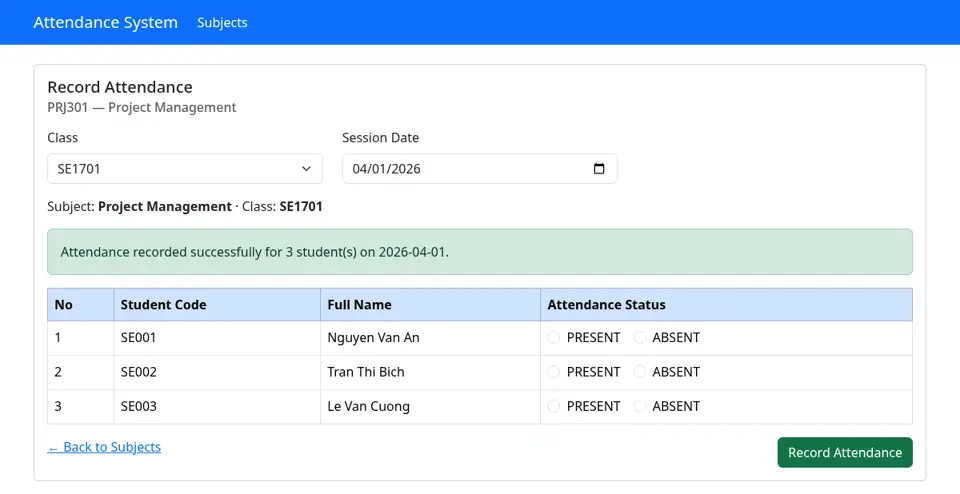 Attendance System Subjects
Record Attendance
PRJ301 — Project Management
Class Session Date
SE1701 04/01/2026
Subject: Project Management · Class: SE1701
Attendance recorded successfully for 3 student(s) on 2026-04-01.
No Student Code Full Name Attendance Status
1 SE001 Nguyen Van An PRESENT ABSENT
2 SE002 Tran Thi Bich PRESENT ABSENT
3 SE003 Le Van Cuong PRESENT ABSENT
← Back to Subjects Record Attendance